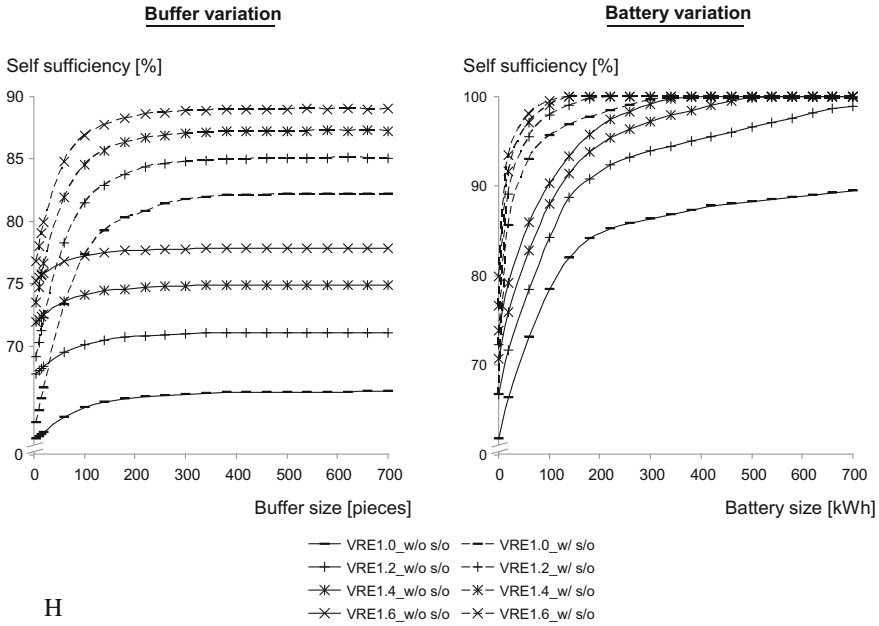 Buffer variation
Battery variation
Self sufficiency [%]
Self sufficiency [%]
90
85
80
75
70
0
100
90
80
70
60
0
0 100 200 300 400 500 600 700
0 100 200 300 400 500 600 700
Buffer size [pieces]
Battery size [kWh]
VRE1.0_w/o s/o VRE1.0_w/ s/o
VRE1.2_w/o s/o VRE1.2_w/ s/o
VRE1.4_w/o s/o VRE1.4_w/ s/o
VRE1.6_w/o s/o VRE1.6_w/ s/o
H